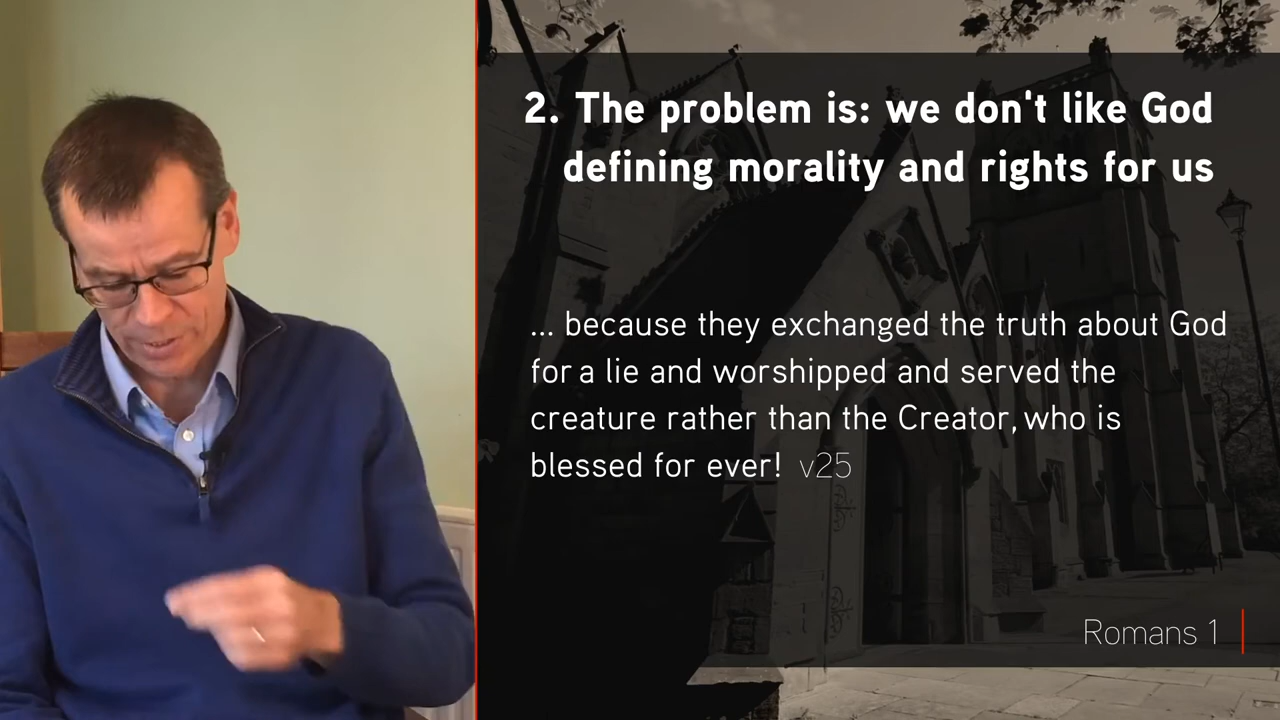 2. The problem is: we don't like God
defining morality and rights for us
... because they exchanged the truth about God
for a lie and worshipped and served the
creature rather than the Creator, who is
blessed for ever! v25
Romans 1